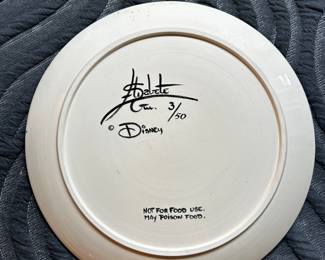 3/50
© DISNEY
NOT FOR FOOD USE.
MAY POISON FOOD.